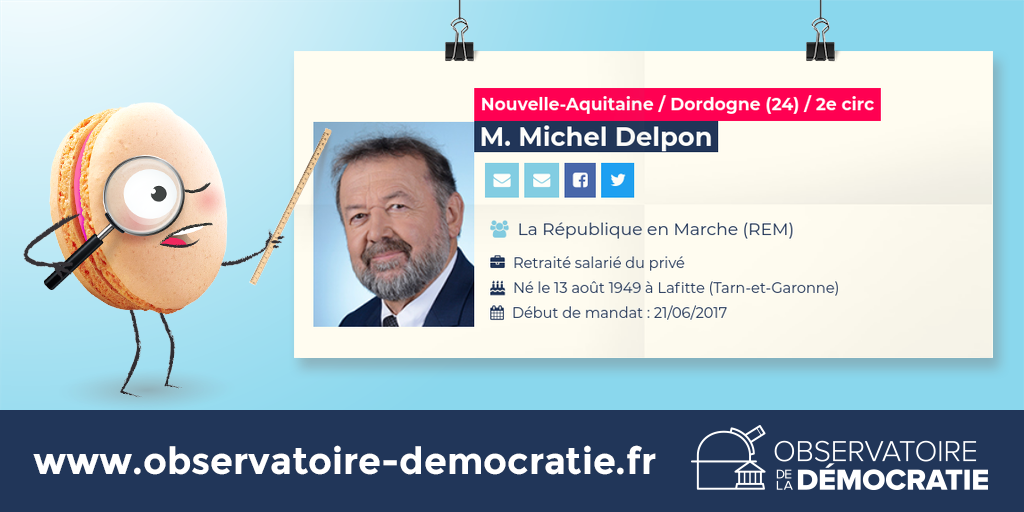 Nouvelle-Aquitaine / Dordogne (24) / 2e circ
M. Michel Delpon
La République en Marche (REM)
Retraité salarié du privé
Né le 13 août 1949 à Lafitte (Tarn-et-Garonne)
Début de mandat : 21/06/2017
www.observatoire-democratie.fr
OBSERVATOIRE
DE LA DÉMOCRATIE